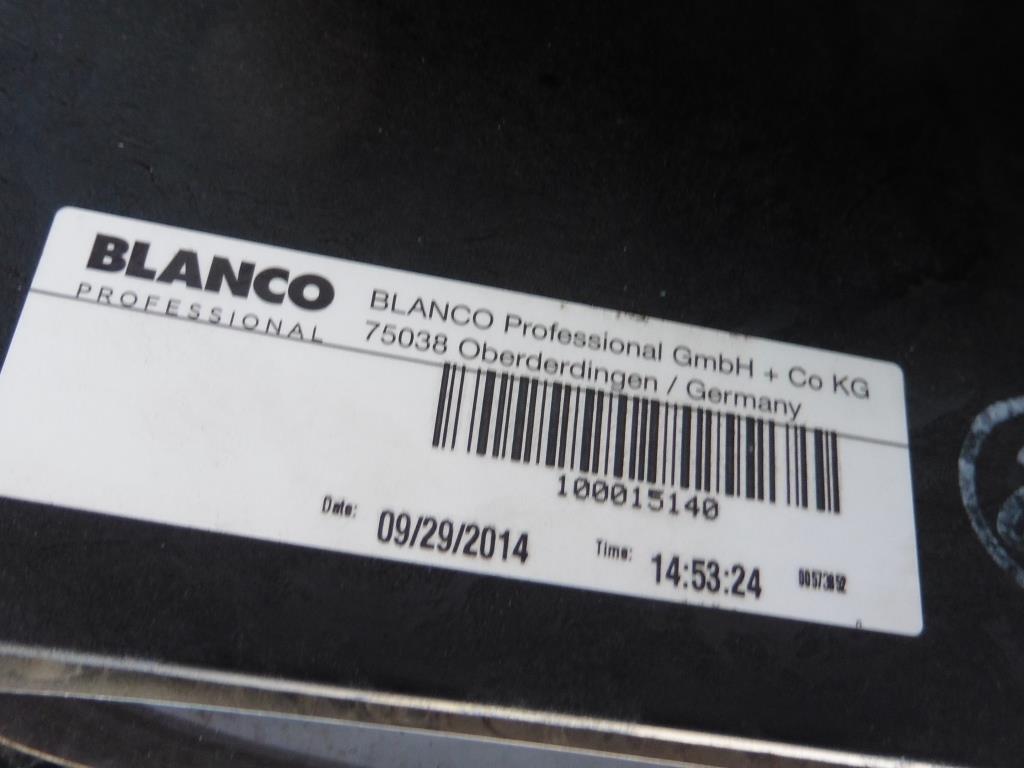 BLANCO
PROFESSIONAL
BLANCO Professional GmbH + Co KG
75038 Oberderdingen / Germany
100015140
Date: 09/29/2014 Time: 14:53:24